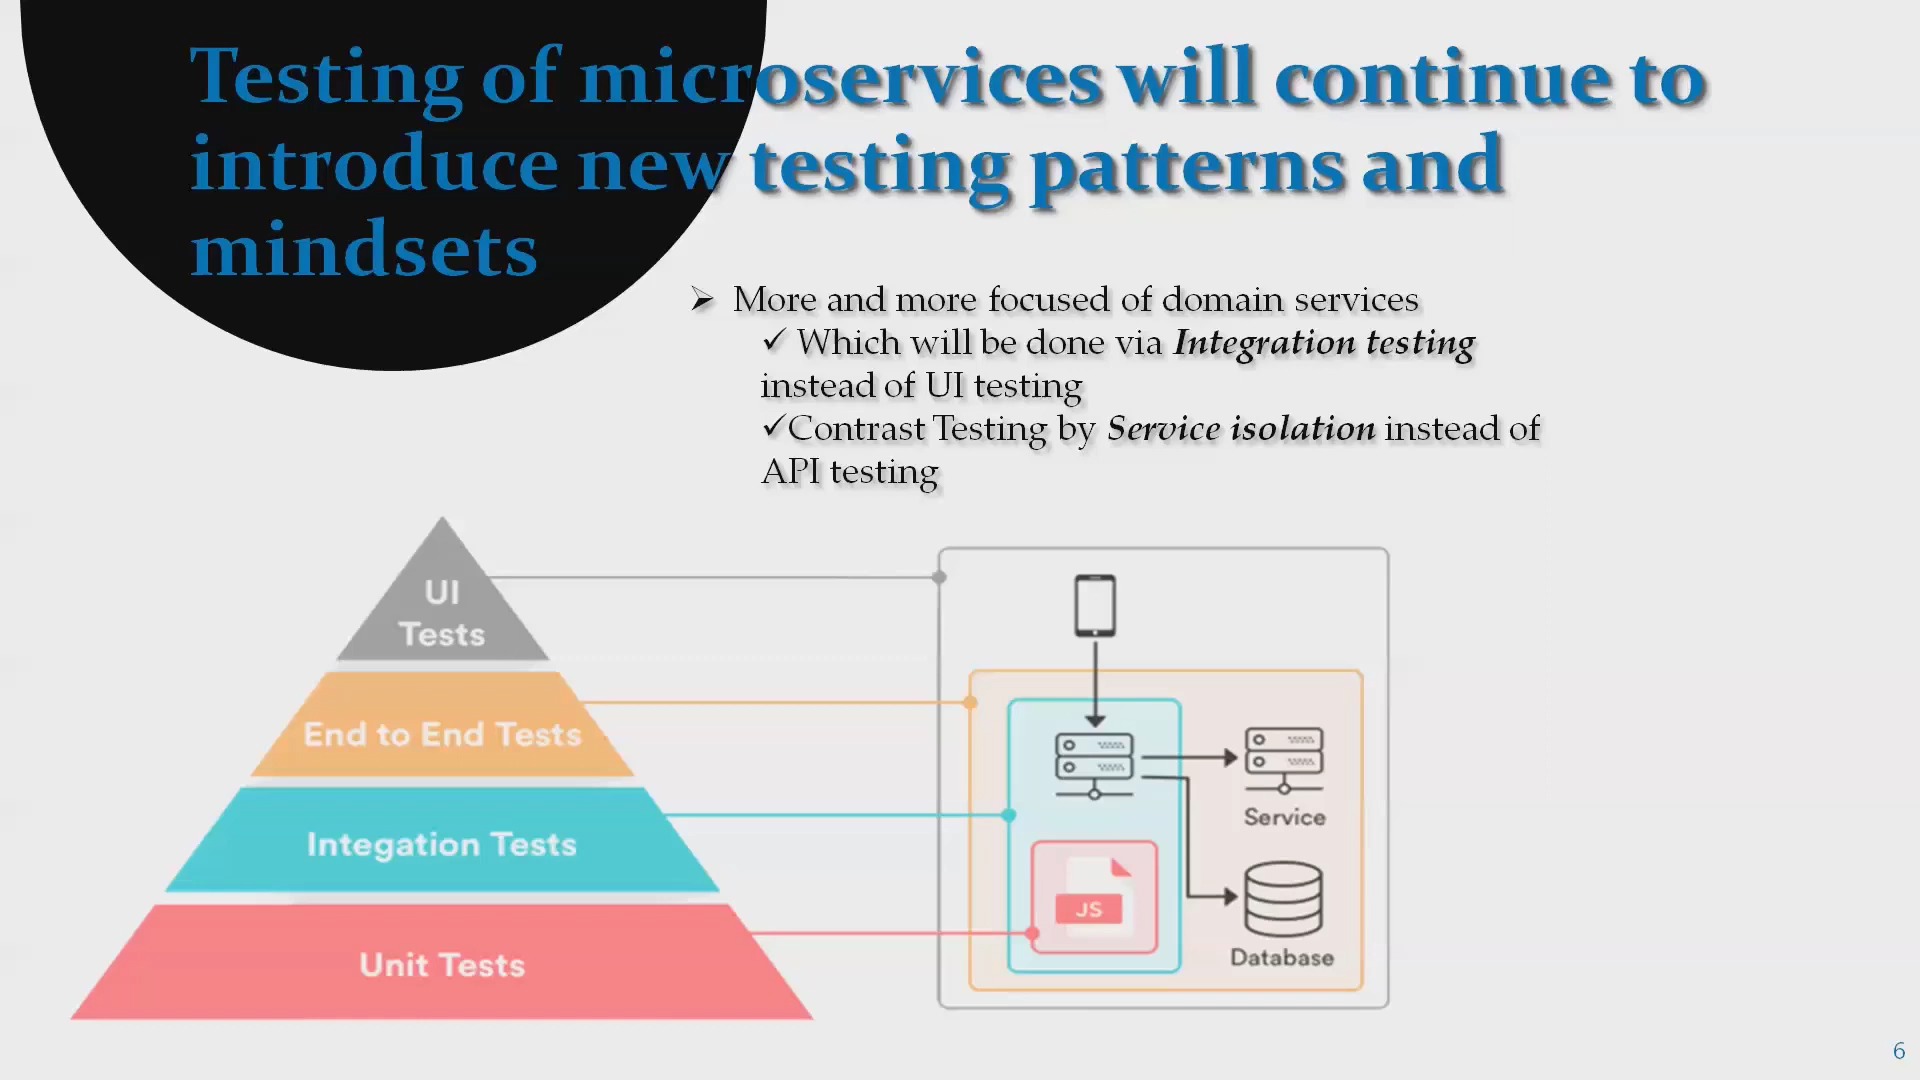 Testing of microservices will continue to
introduce new testing patterns and
mindsets
➢ More and more focused of domain services
✓ Which will be done via Integration testing
instead of UI testing
✓Contrast Testing by Service isolation instead of
API testing
UI
Tests
End to End Tests
Integation Tests
Unit Tests
Service
JS
Database
6